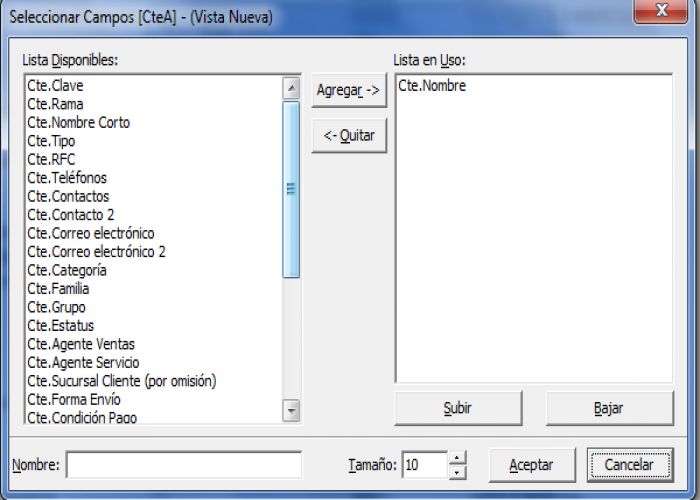 Seleccionar Campos [CteA] - (Vista Nueva)
Lista Disponibles:
Cte.Clave
Cte.Rama
Cte.Nombre Corto
Cte.Tipo
Cte.RFC
Cte.Teléfonos
Cte.Contactos
Cte.Contacto 2
Cte.Correo electrónico
Cte.Correo electrónico 2
Cte.Categoría
Cte.Familia
Cte.Grupo
Cte.Estatus
Cte.Agente Ventas
Cte.Agente Servicio
Cte.Sucursal Cliente (por omisión)
Cte.Forma Envío
Cte.Condición Pago
Agregar ->
<- Quitar
Lista en Uso:
Cte.Nombre
Subir
Bajar
Nombre:
Tamaño: 10
Aceptar
Cancelar